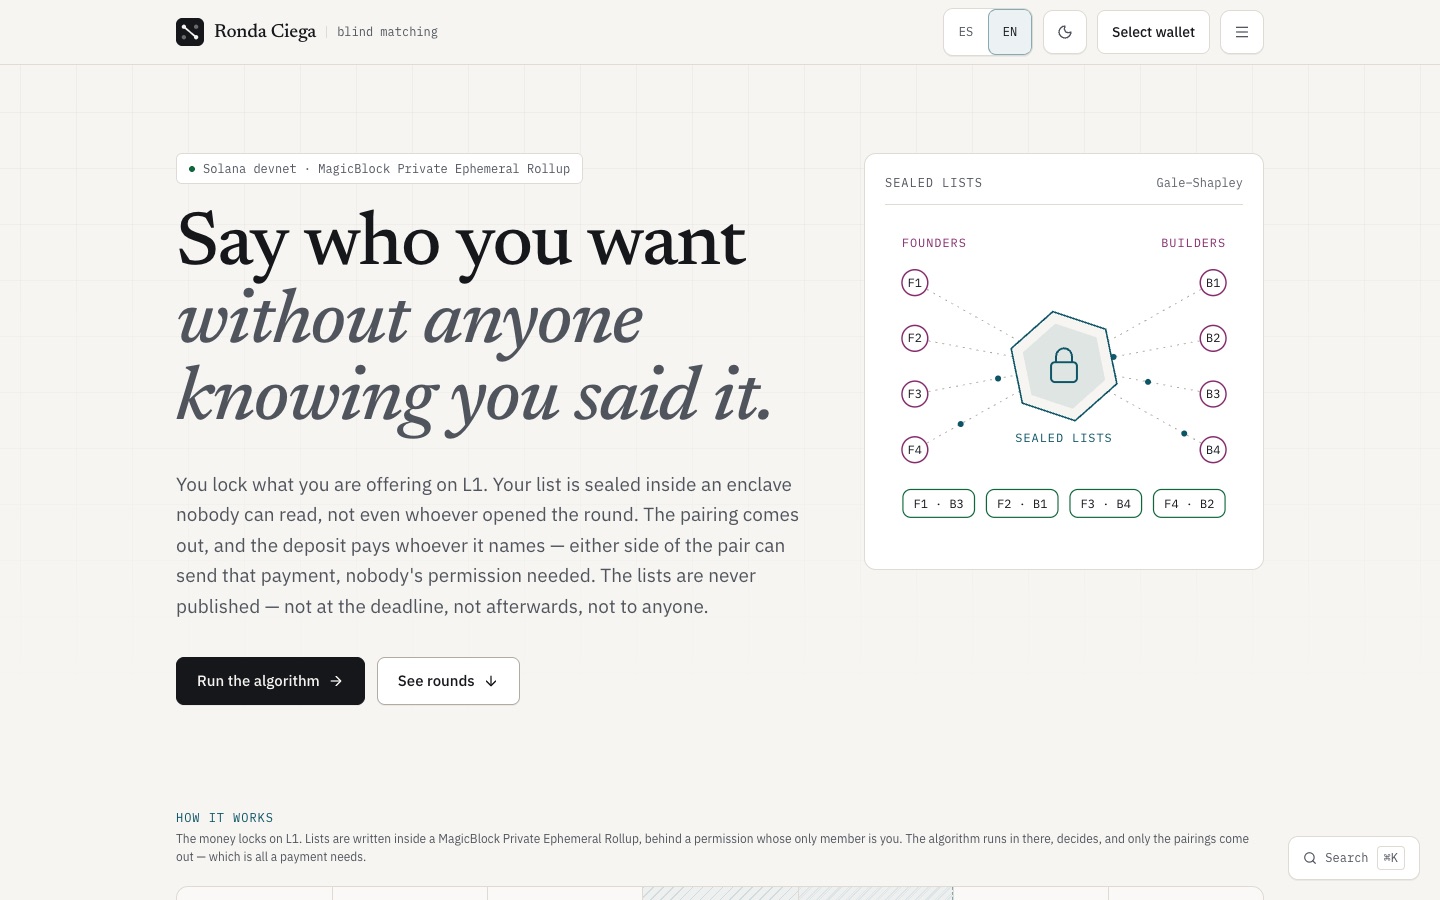 Ronda Ciega
blind matching
ES
EN
Select wallet
Solana devnet · MagicBlock Private Ephemeral Rollup
Say who you want
without anyone
knowing you said it.
You lock what you are offering on L1. Your list is sealed inside an enclave
nobody can read, not even whoever opened the round. The pairing comes
out, and the deposit pays whoever it names — either side of the pair can
send that payment, nobody's permission needed. The lists are never
published — not at the deadline, not afterwards, not to anyone.
Run the algorithm →
See rounds ↓
SEALED LISTS
Gale–Shapley
FOUNDERS
BUILDERS
F1
B1
F2
B2
F3
B3
F4
B4
SEALED LISTS
F1 · B3
F2 · B1
F3 · B4
F4 · B2
HOW IT WORKS
The money locks on L1. Lists are written inside a MagicBlock Private Ephemeral Rollup, behind a permission whose only member is you. The algorithm runs in there, decides, and only the pairings come
out — which is all a payment needs.
Search ⌘K